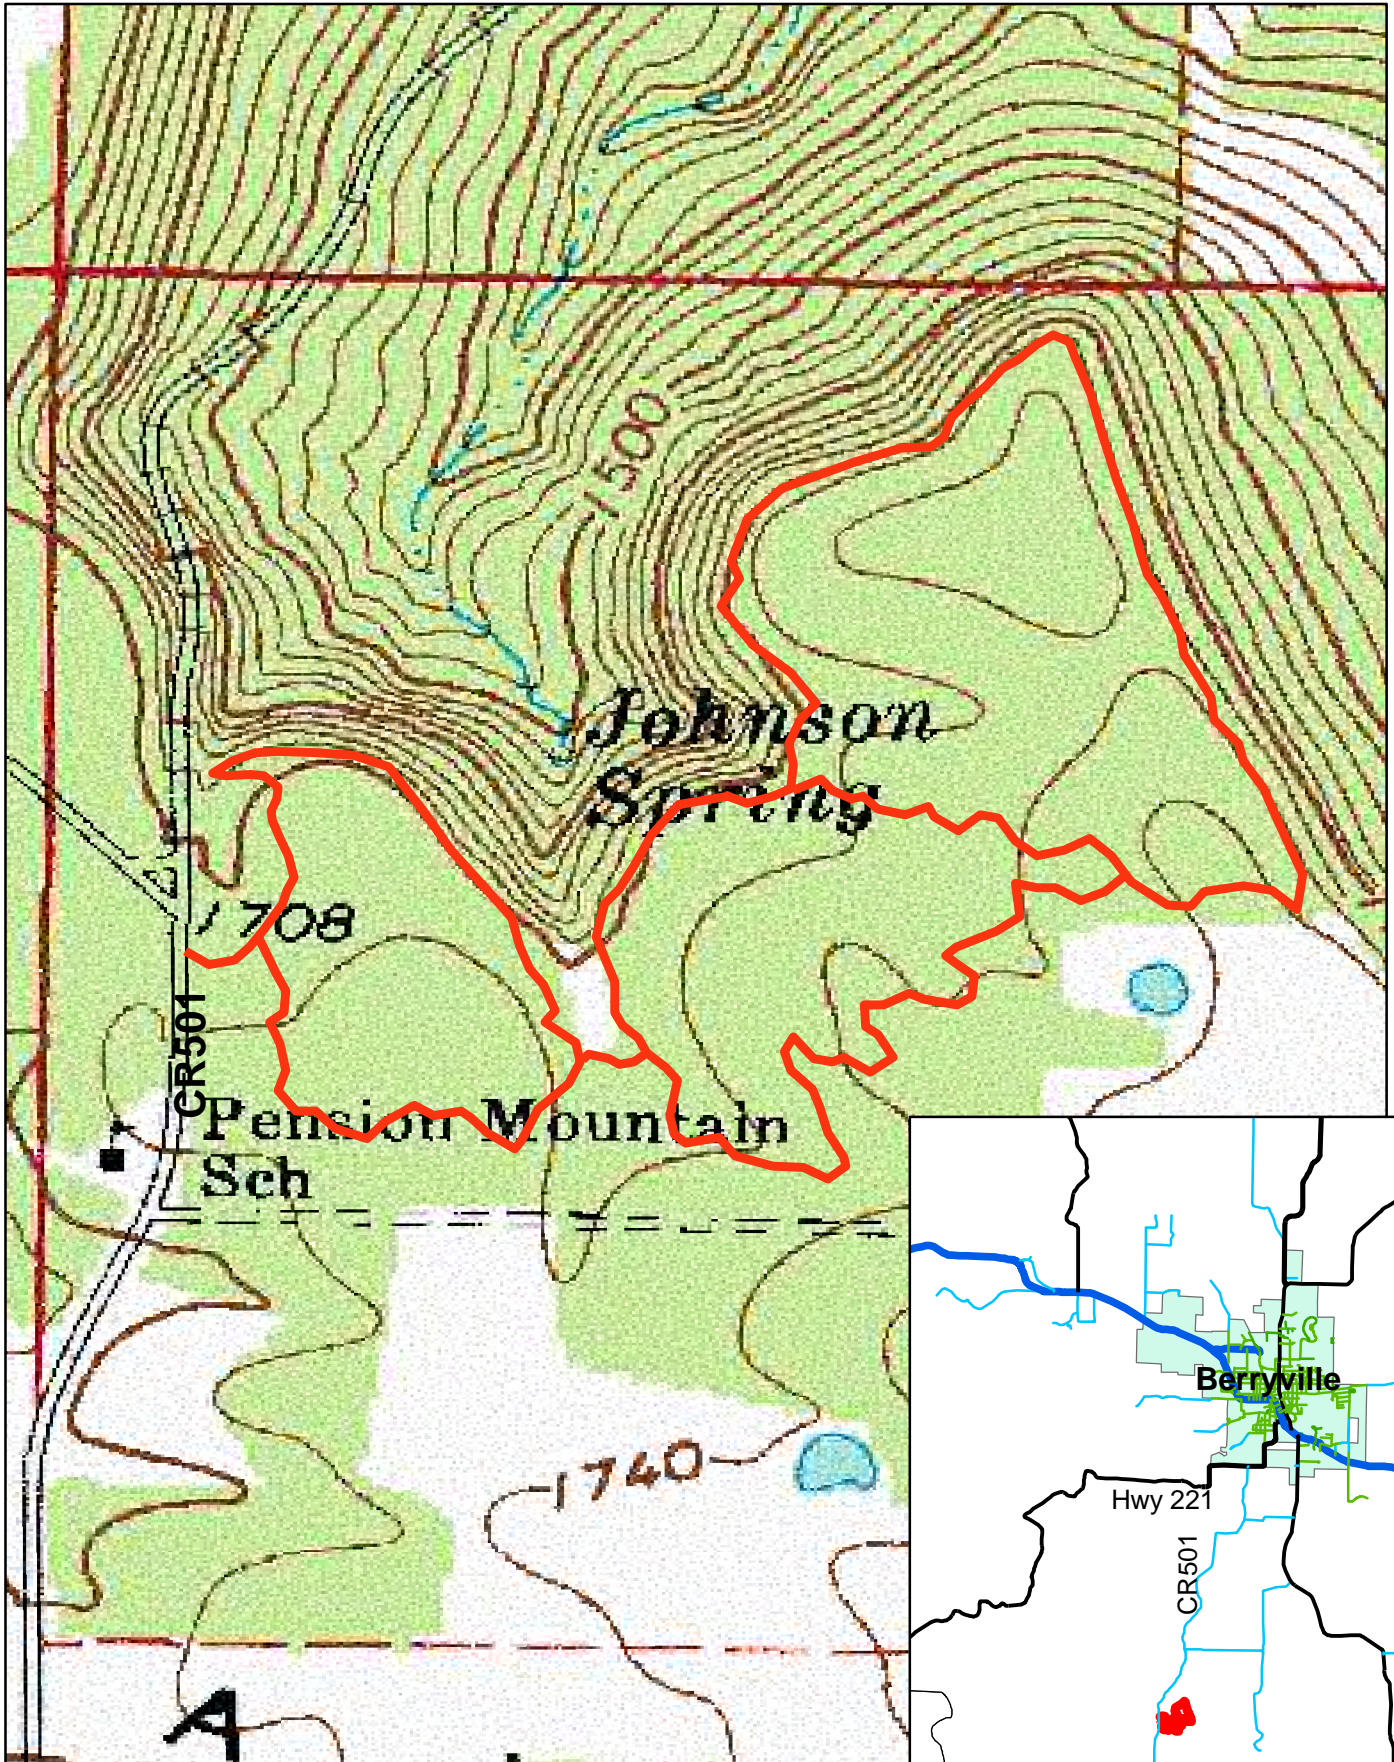 1500
Johnson
Spring
1708
CR501
Pension Mountain
Sch
1740
A
Berryville
Hwy 221
CR501